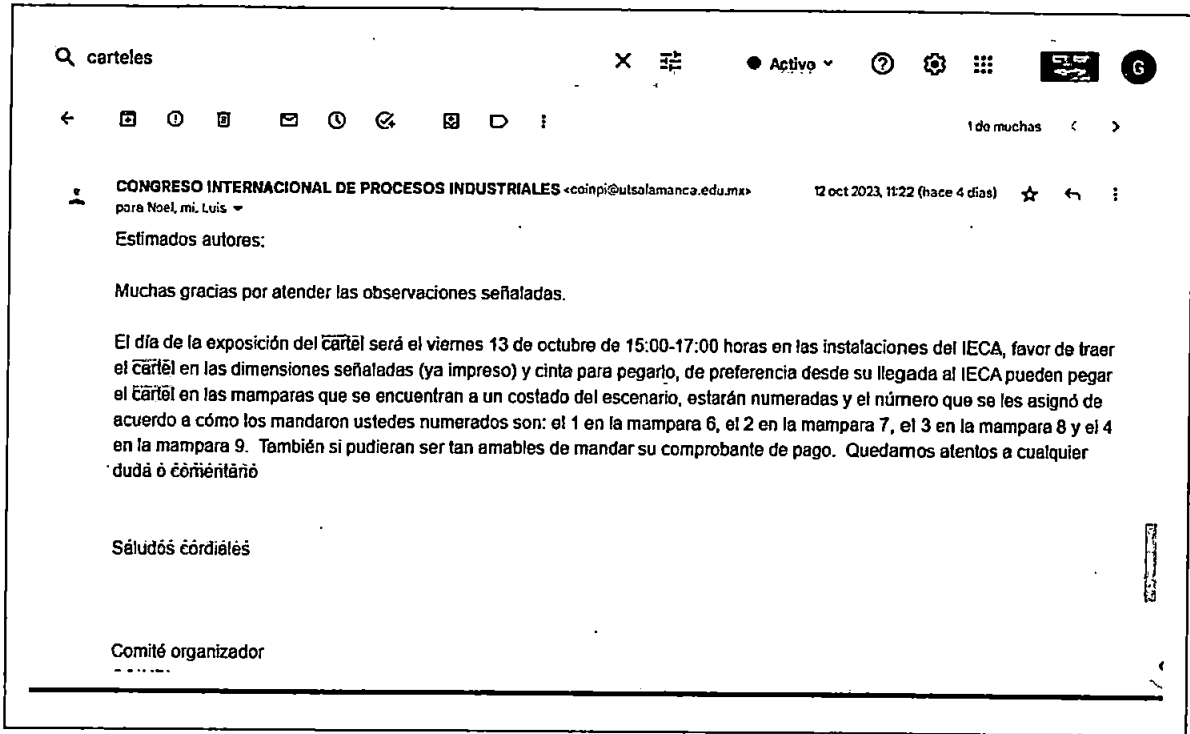 carteles
Activo
G
1 de muchas
CONGRESO INTERNACIONAL DE PROCESOS INDUSTRIALES <coinpi@utsalamanca.edu.mx> 12 oct 2023, 11:22 (hace 4 días)
para Noel, mi, Luis
Estimados autores:
Muchas gracias por atender las observaciones señaladas.
El día de la exposición del cartel será el viernes 13 de octubre de 15:00-17:00 horas en las instalaciones del IECA, favor de traer
el cartel en las dimensiones señaladas (ya impreso) y cinta para pegarlo, de preferencia desde su llegada al IECA pueden pegar
el cartel en las mamparas que se encuentran a un costado del escenario, estarán numeradas y el número que se les asignó de
acuerdo a cómo los mandaron ustedes numerados son: el 1 en la mampara 6, el 2 en la mampara 7, el 3 en la mampara 8 y el 4
en la mampara 9. También si pudieran ser tan amables de mandar su comprobante de pago. Quedamos atentos a cualquier
duda o comentario
Saludos cordiales
Comité organizador